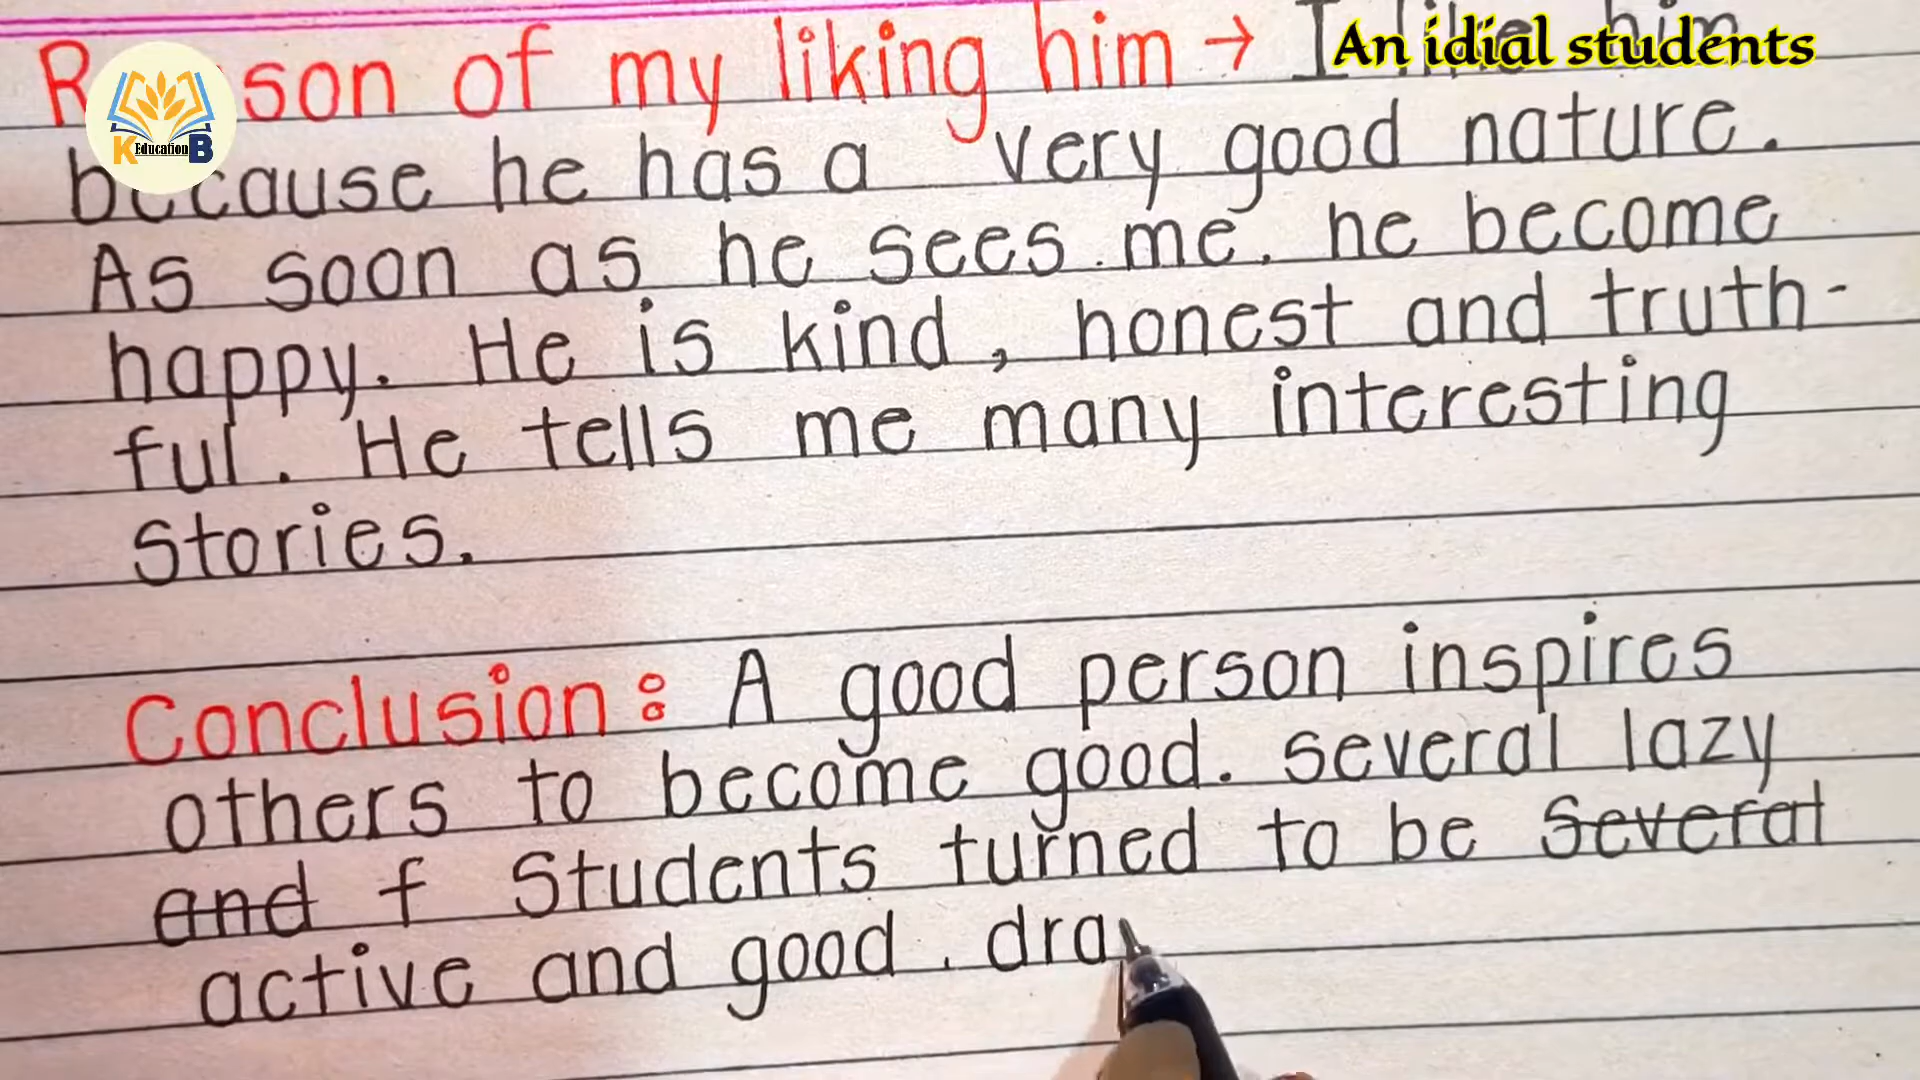 An idial students
Reason of my liking him → I like him
because he has a very good nature.
As soon as he sees me. he become
happy. He is kind, honest and truth-
ful. He tells me many interesting
Stories.
Conclusion: A good person inspires
others to become good. several lazy
and f Students turned to be several
active and good. dra
K Education B